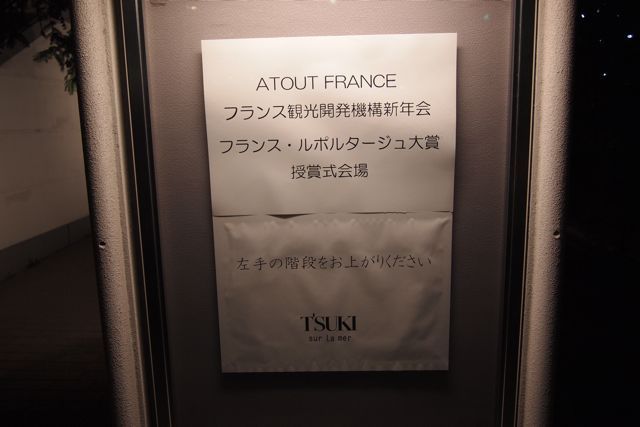 ATOUT FRANCE
フランス観光開発機構新年会
フランス・ルポルタージュ大賞
授賞式会場
左手の階段をお上がりください
T'SUKI
sur la mer